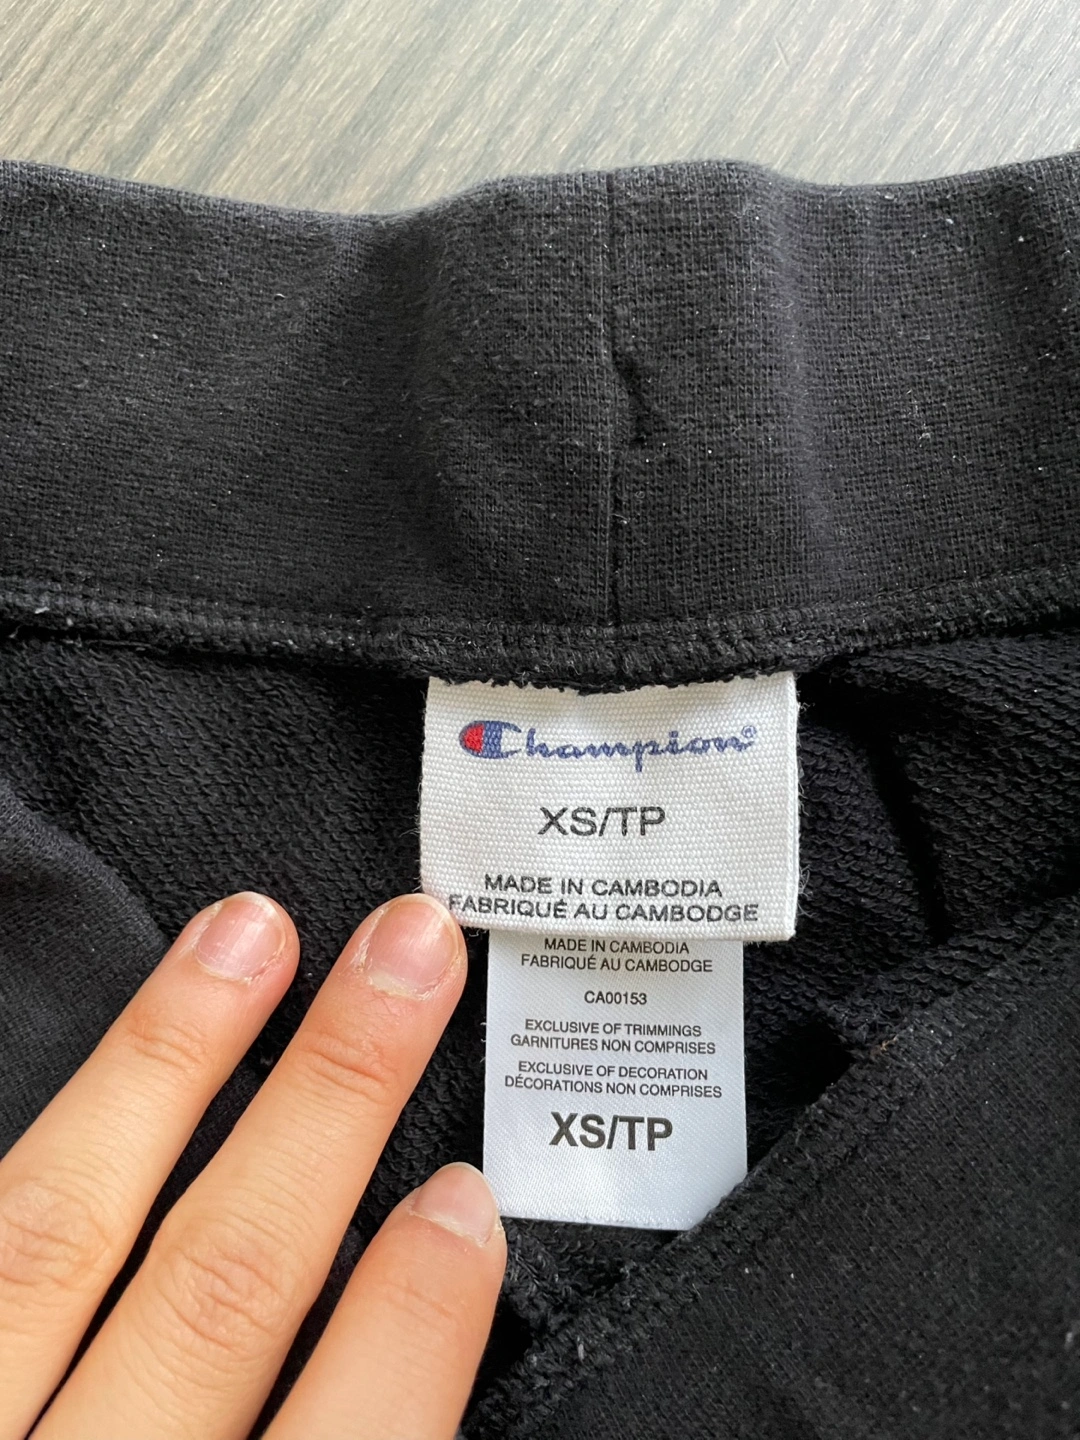 Champion®
XS/TP
MADE IN CAMBODIA
FABRIQUÉ AU CAMBODGE
MADE IN CAMBODIA
FABRIQUÉ AU CAMBODGE
CA00153
EXCLUSIVE OF TRIMMINGS
GARNITURES NON COMPRISES
EXCLUSIVE OF DECORATION
DÉCORATIONS NON COMPRISES
XS/TP